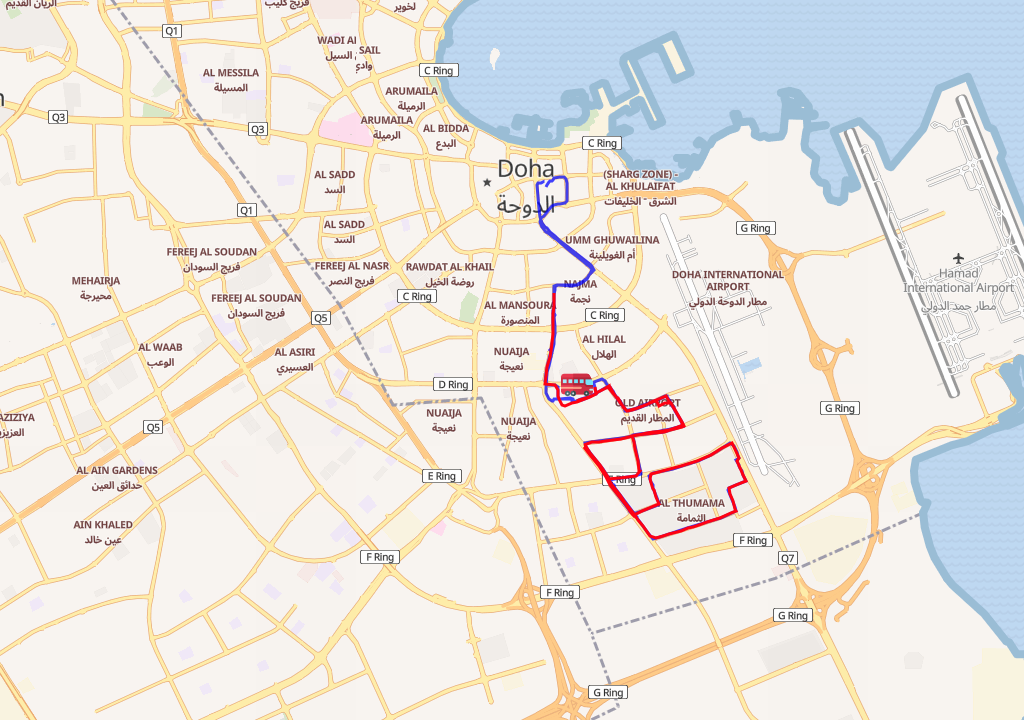 الريان القديم
فريج كليب
لخوير
Q1
WADI Al SAIL
وادي السيل
C Ring
AL MESSILA
المسيلة
ARUMAILA
الرميلة
Q3
Q3
ARUMAILA
الرميلة
AL BIDDA
البدع
C Ring
Doha
الدوحة
AL SADD
السد
(SHARG ZONE) -
AL KHULAIFAT
الشرق - الخليفات
Q1
AL SADD
السد
G Ring
UMM GHUWAILINA
أم الغويلينة
FEREEJ AL SOUDAN
فريج السودان
FEREEJ AL NASR
فريج النصر
RAWDAT AL KHAIL
روضة الخيل
DOHA INTERNATIONAL
AIRPORT
مطار الدوحة الدولي
Hamad
International Airport
مطار حمد الدولي
MEHAIRJA
محيرجة
NAJMA
نجمة
C Ring
FEREEJ AL SOUDAN
فريج السودان
AL MANSOURA
المنصورة
C Ring
Q5
AL WAAB
الوعب
AL ASIRI
العسيري
NUAIJA
نعيجة
AL HILAL
الهلال
D Ring
OLD AIRPORT
المطار القديم
G Ring
AZIZIYA
العزيزية
Q5
NUAIJA
نعيجة
NUAIJA
نعيجة
AL AIN GARDENS
حدائق العين
E Ring
E Ring
AL THUMAMA
الثمامة
AIN KHALED
عين خالد
F Ring
F Ring
Q7
F Ring
G Ring
G Ring